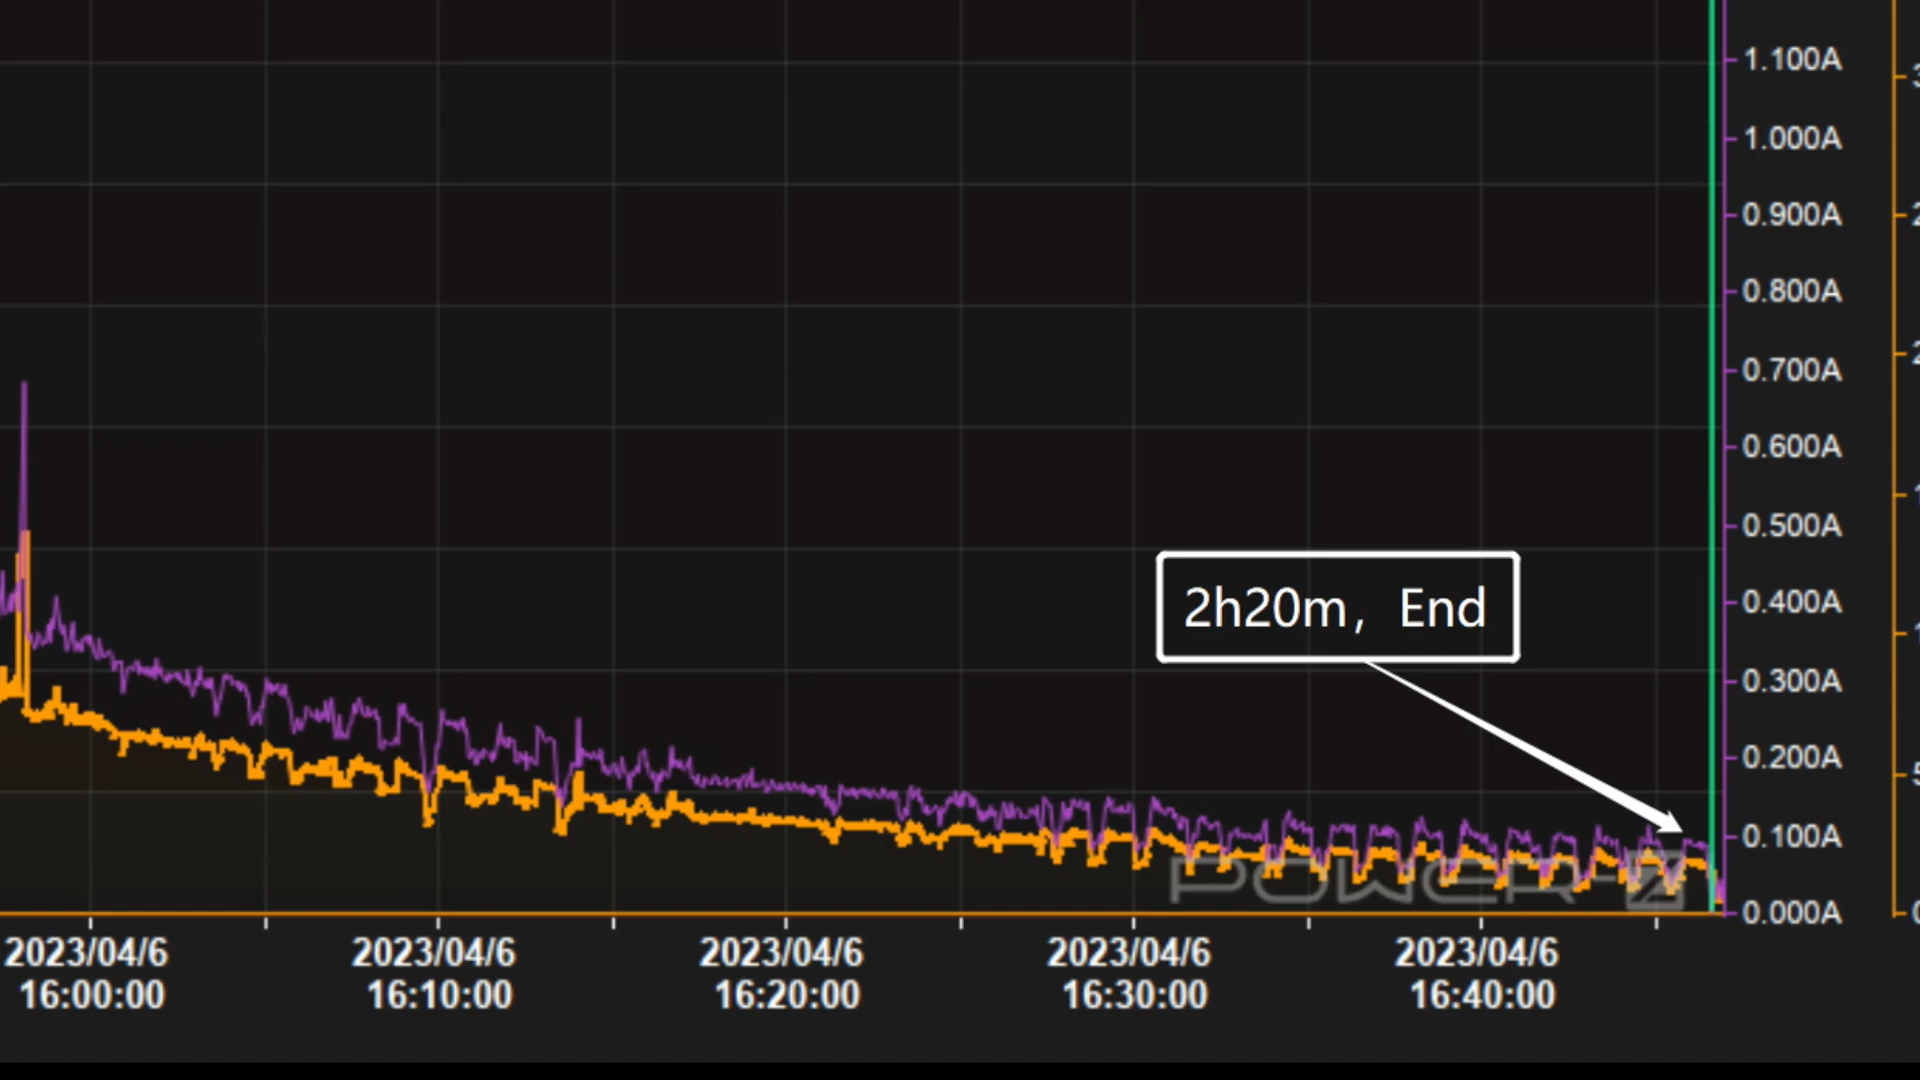 1.100A
1.000A
0.900A
0.800A
0.700A
0.600A
0.500A
2h20m, End
0.400A
0.300A
0.200A
0.100A
POWER-Z
0.000A
2023/04/6 2023/04/6 2023/04/6 2023/04/6 2023/04/6
16:00:00 16:10:00 16:20:00 16:30:00 16:40:00